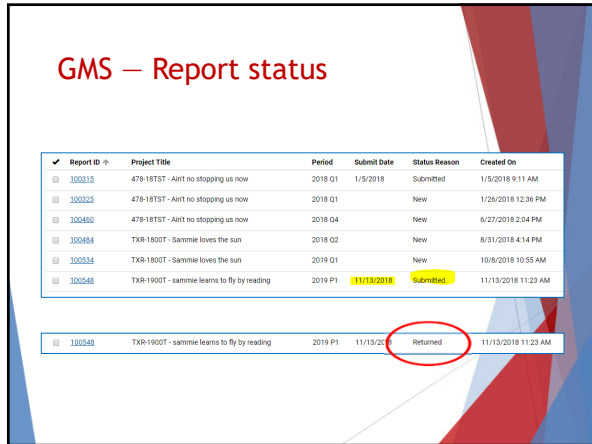 GMS — Report status
✔ Report ID ↑ Project Title Period Submit Date Status Reason Created On
100315 478-18TST - Ain't no stopping us now 2018 Q1 1/5/2018 Submitted 1/5/2018 9:11 AM
100325 478-18TST - Ain't no stopping us now 2018 Q1 New 1/26/2018 12:36 PM
100460 478-18TST - Ain't no stopping us now 2018 Q4 New 6/27/2018 2:04 PM
100484 TXR-1800T - Sammie loves the sun 2018 Q2 New 8/31/2018 4:14 PM
100534 TXR-1800T - Sammie loves the sun 2019 Q1 New 10/8/2018 10:55 AM
100548 TXR-1900T - sammie learns to fly by reading 2019 P1 11/13/2018 Submitted 11/13/2018 11:23 AM
100548 TXR-1900T - sammie learns to fly by reading 2019 P1 11/13/2018 Returned 11/13/2018 11:23 AM